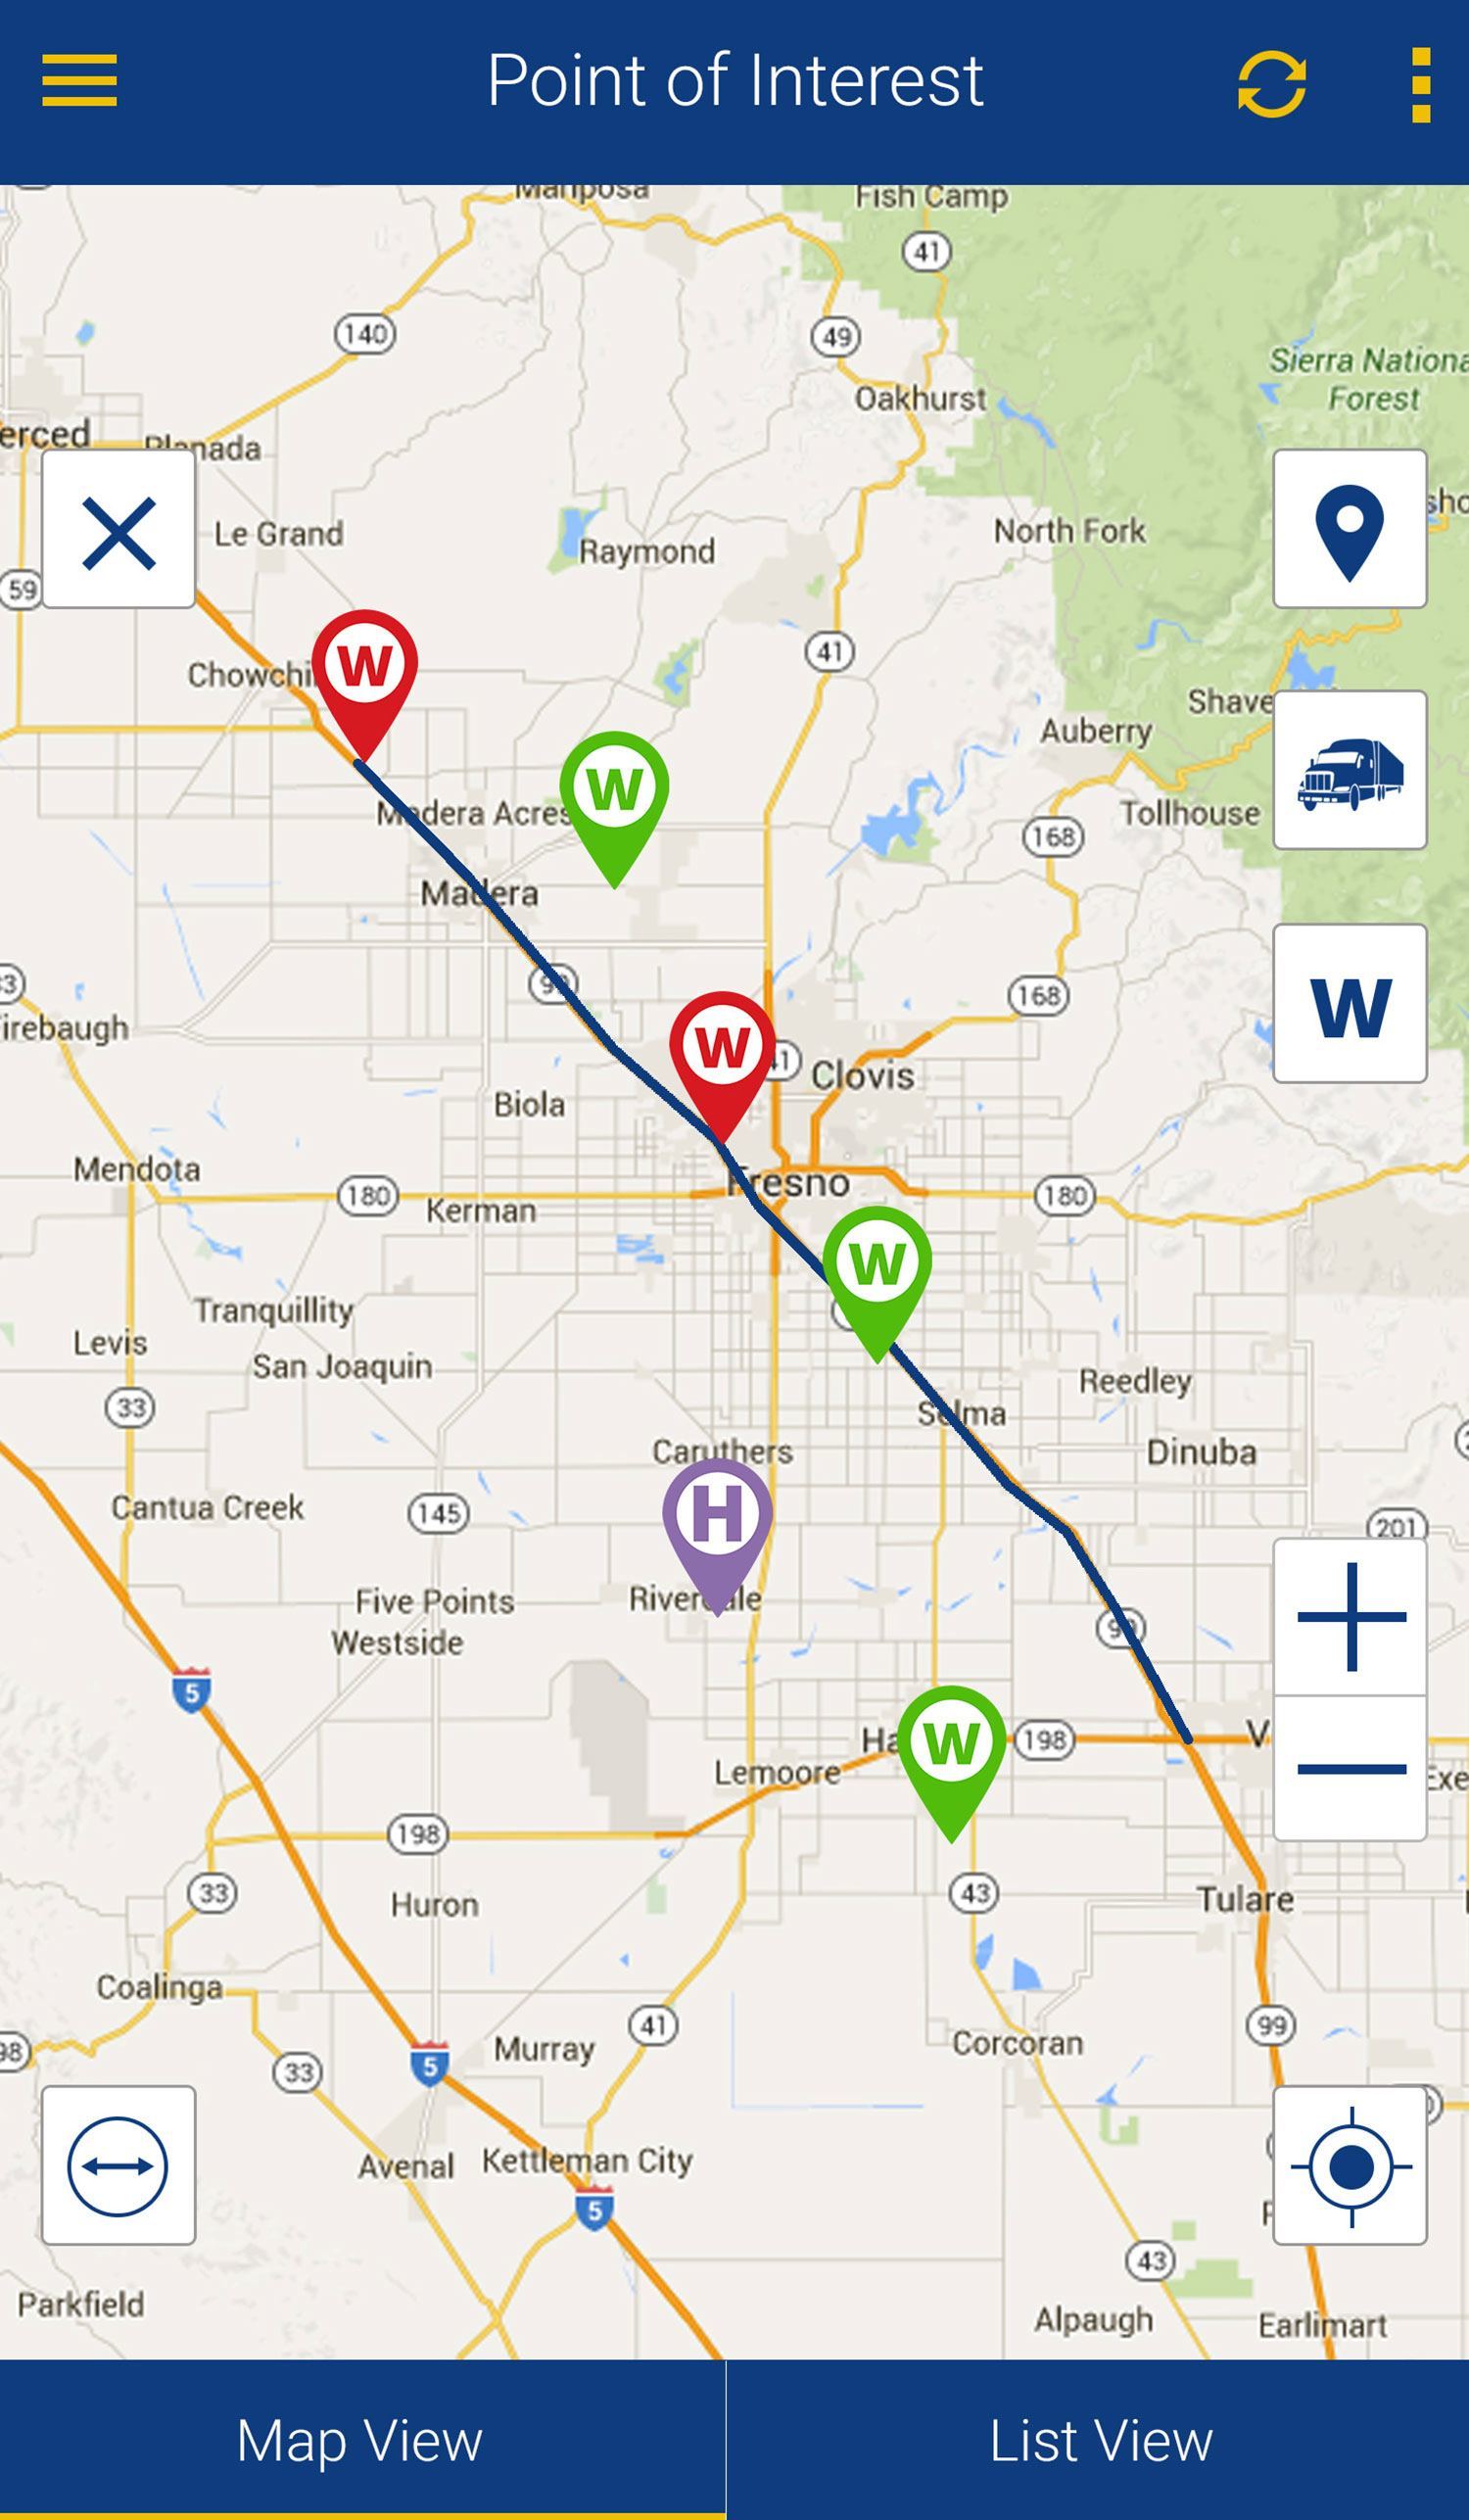 Point of Interest
Mariposa
Fish Camp
41
140
49
Sierra Nationa
Forest
Oakhurst
erced
Planada
sho
Le Grand
North Fork
Raymond
59
41
Chowchi
W
Shave
Auberry
W
Madera Acres
Tollhouse
168
Madera
99
168
W
irebaugh
W
41
Clovis
Biola
Mendota
180
Kerman
Fresno
180
W
Tranquillity
Levis
San Joaquin
Reedley
33
Selma
Caruthers
Dinuba
Cantua Creek
145
H
201
Five Points
Riverdale
Westside
99
5
Ha
W
198
V
Lemoore
Exe
198
33
43
Huron
Tulare
Coalinga
41
99
98
Murray
Corcoran
33
5
Avenal
Kettleman City
5
43
Parkfield
Alpaugh
Earlimart
Map View
List View